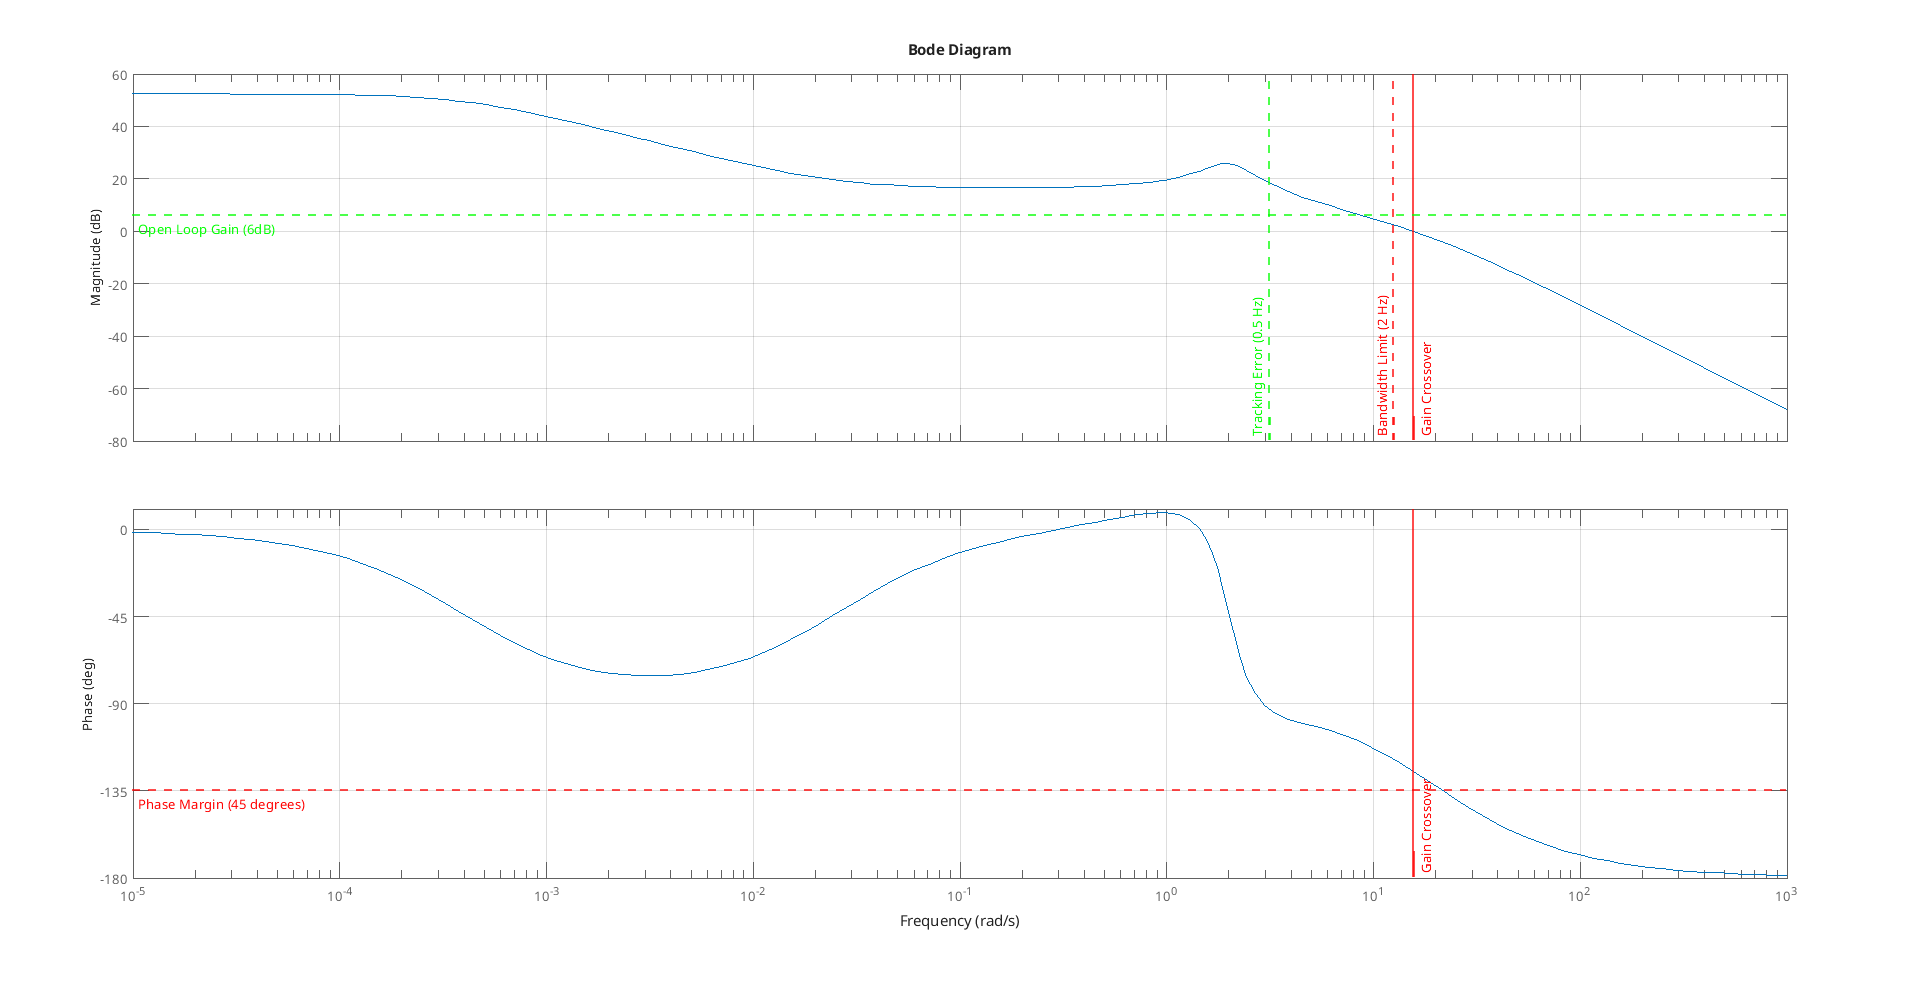 Bode Diagram
60
40
20
0
-20
-40
-60
-80
Magnitude (dB)
Open Loop Gain (6dB)
Tracking Error (0.5 Hz)
Bandwidth Limit (2 Hz)
Gain Crossover
0
-45
-90
-135
-180
Phase (deg)
Phase Margin (45 degrees)
Gain Crossover
10^-5 10^-4 10^-3 10^-2 10^-1 10^0 10^1 10^2 10^3
Frequency (rad/s)